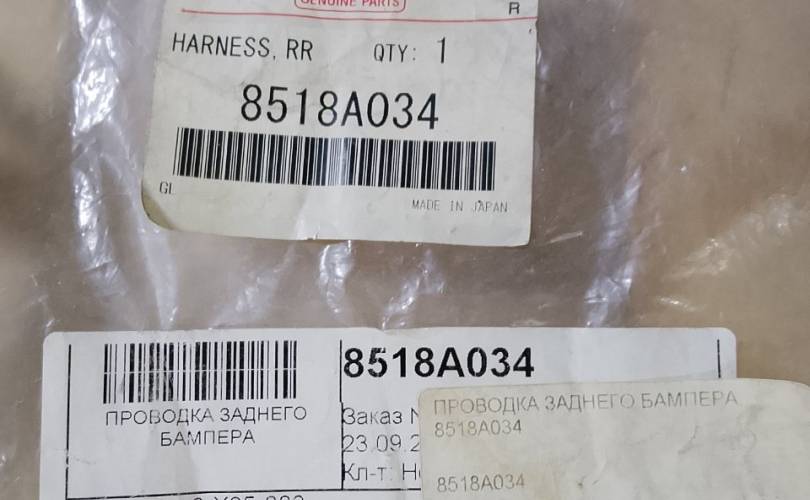 GENUINE PARTS
R
HARNESS, RR QTY: 1
8518A034
GL
MADE IN JAPAN
8518A034
ПРОВОДКА ЗАДНЕГО
БАМПЕРА
Заказ
23.09.2
Кл-т:
ПРОВОДКА ЗАДНЕГО БАМПЕРА
8518A034
8518A034